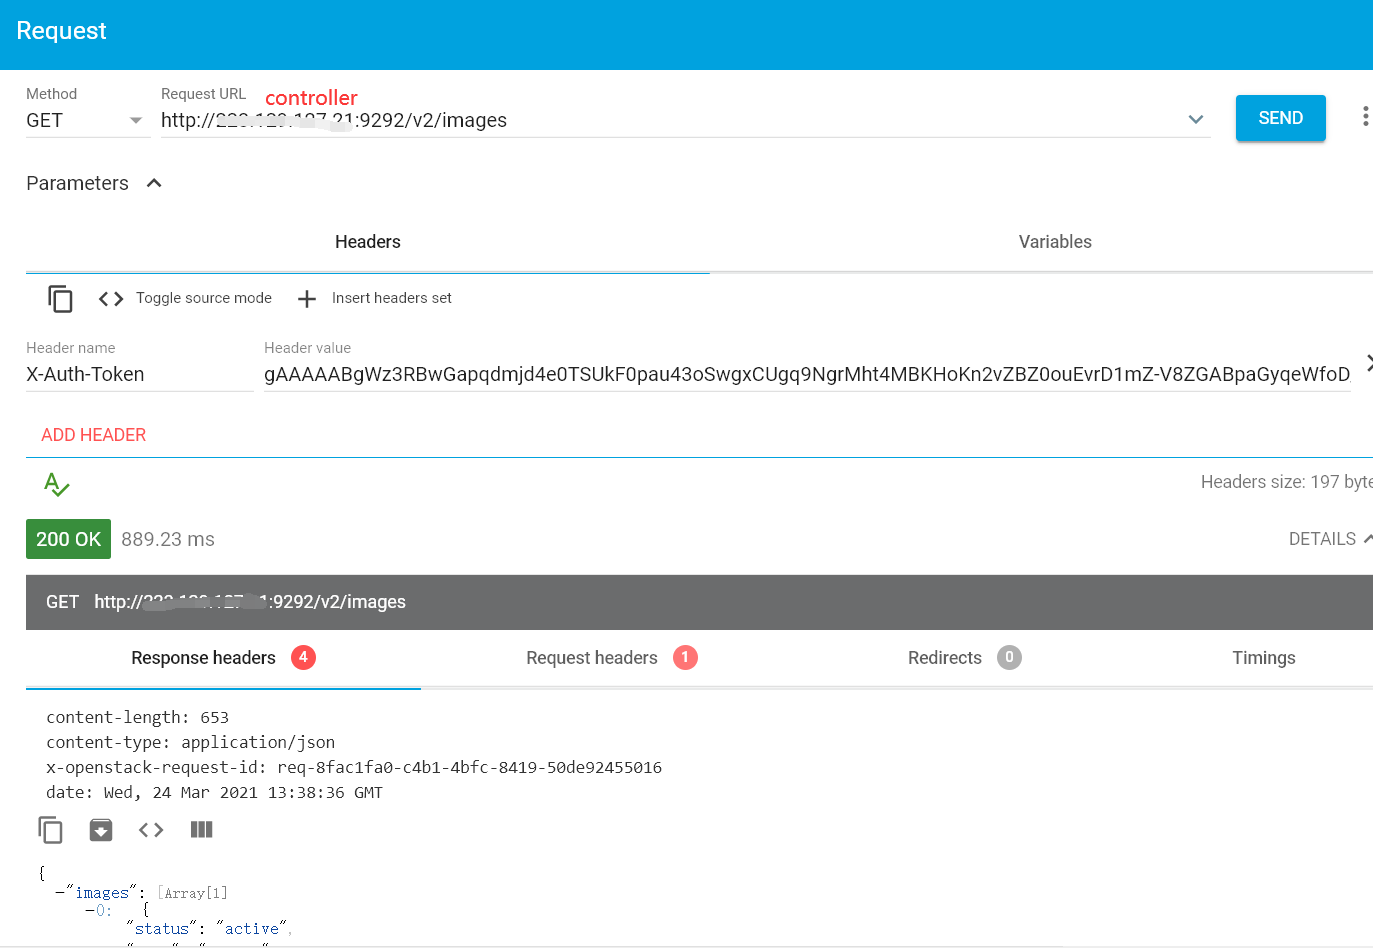 Request
Method
Request URL
controller
GET
http:// :9292/v2/images
SEND
Parameters
Headers
Variables
Toggle source mode
Insert headers set
Header name
Header value
X-Auth-Token
gAAAAABgWz3RBwGapqdmjd4e0TSUkF0pau43oSwgxCUgq9NgrMht4MBKHoKn2vZBZ0ouEvrD1mZ-V8ZGABpaGyqeWfoD
ADD HEADER
Headers size: 197 byte
200 OK
889.23 ms
DETAILS
GET http:// :9292/v2/images
Response headers 4
Request headers 1
Redirects 0
Timings
content-length: 653
content-type: application/json
x-openstack-request-id: req-8fac1fa0-c4b1-4bfc-8419-50de92455016
date: Wed, 24 Mar 2021 13:38:36 GMT
{
-"images": [Array[1]
-0: {
"status": "active",